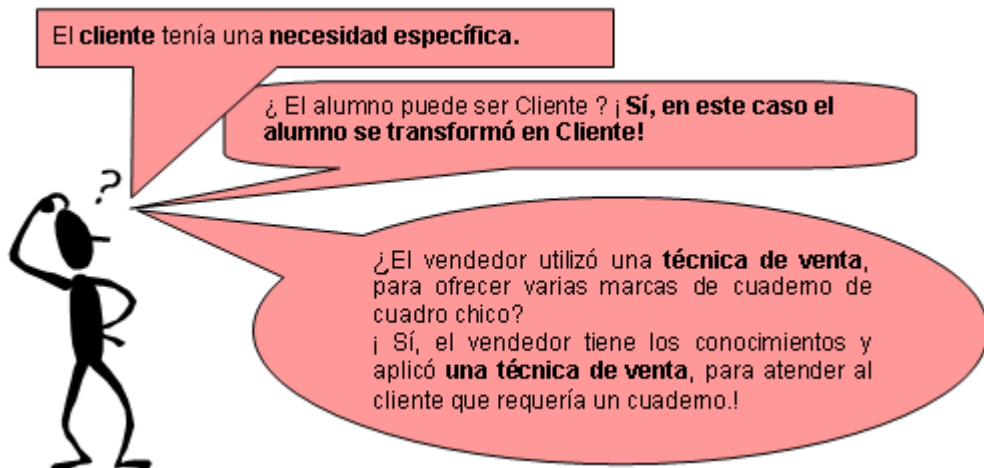 El cliente tenía una necesidad específica.
¿ El alumno puede ser Cliente ? ¡ Sí, en este caso el
alumno se transformó en Cliente!
?
¿El vendedor utilizó una técnica de venta,
para ofrecer varias marcas de cuaderno de
cuadro chico?
¡ Sí, el vendedor tiene los conocimientos y
aplicó una técnica de venta, para atender al
cliente que requería un cuaderno.!